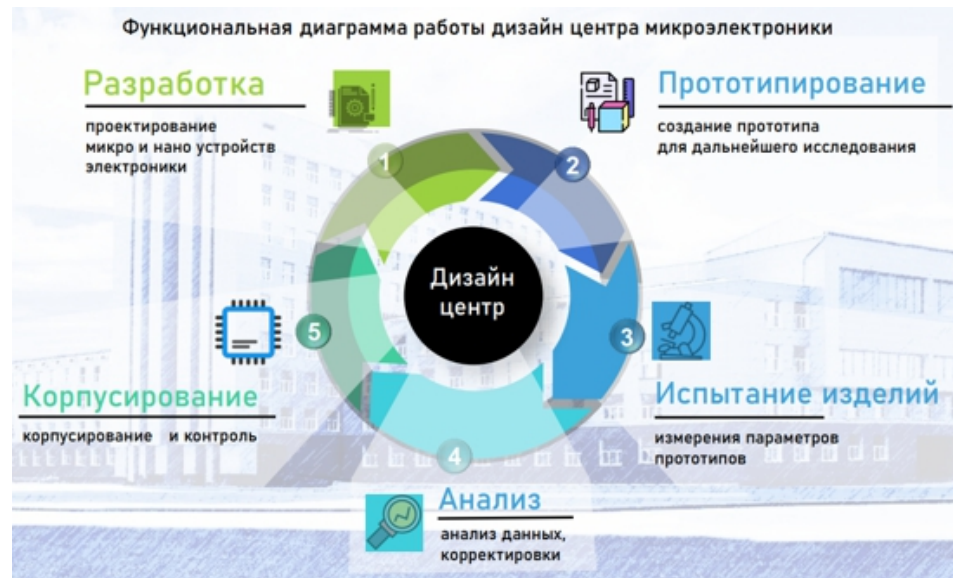 Функциональная диаграмма работы дизайн центра микроэлектроники
Разработка
проектирование
микро и нано устройств
электроники
1
2
Прототипирование
создание прототипа
для дальнейшего исследования
Дизайн
центр
3
Испытание изделий
измерения параметров
прототипов
4
Анализ
анализ данных,
корректировки
5
Корпусирование
корпусирование и контроль